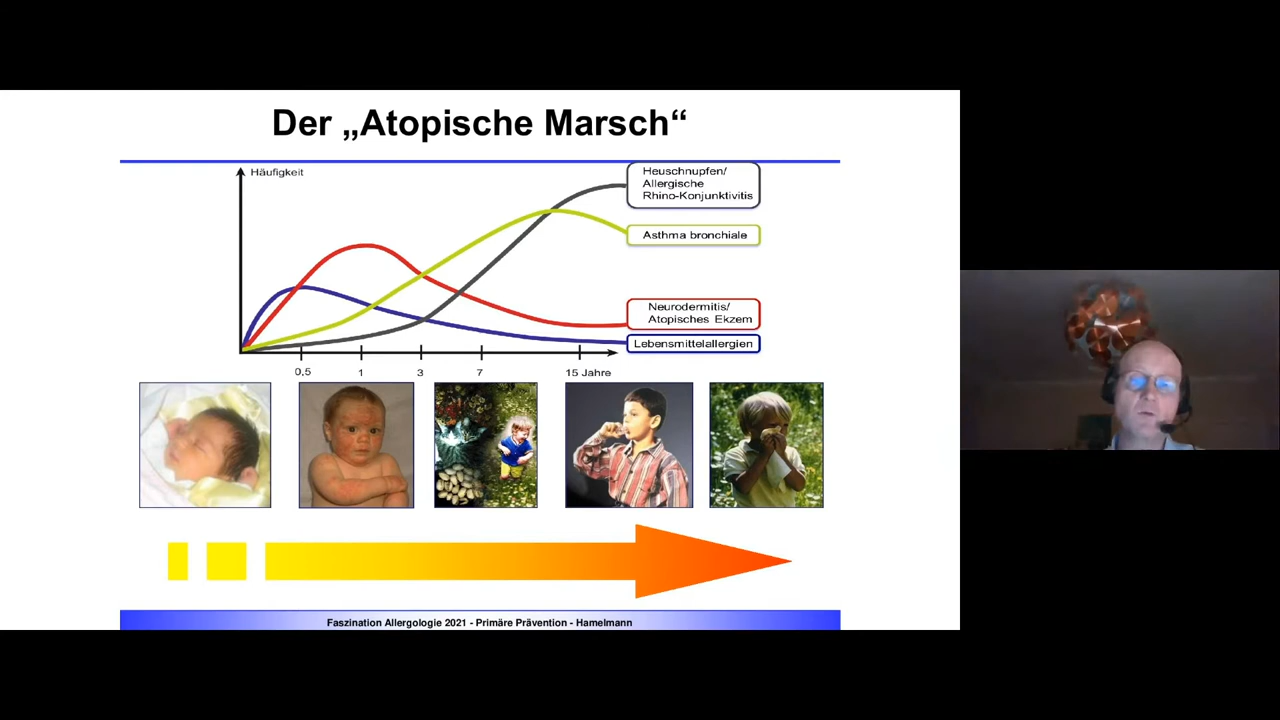 Der „Atopische Marsch“
Häufigkeit
Heuschnupfen/
Allergische
Rhino-Konjunktivitis
Asthma bronchiale
Neurodermitis/
Atopisches Ekzem
Lebensmittelallergien
0,5 1 3 7 15 Jahre
Faszination Allergologie 2021 - Primäre Prävention - Hamelmann